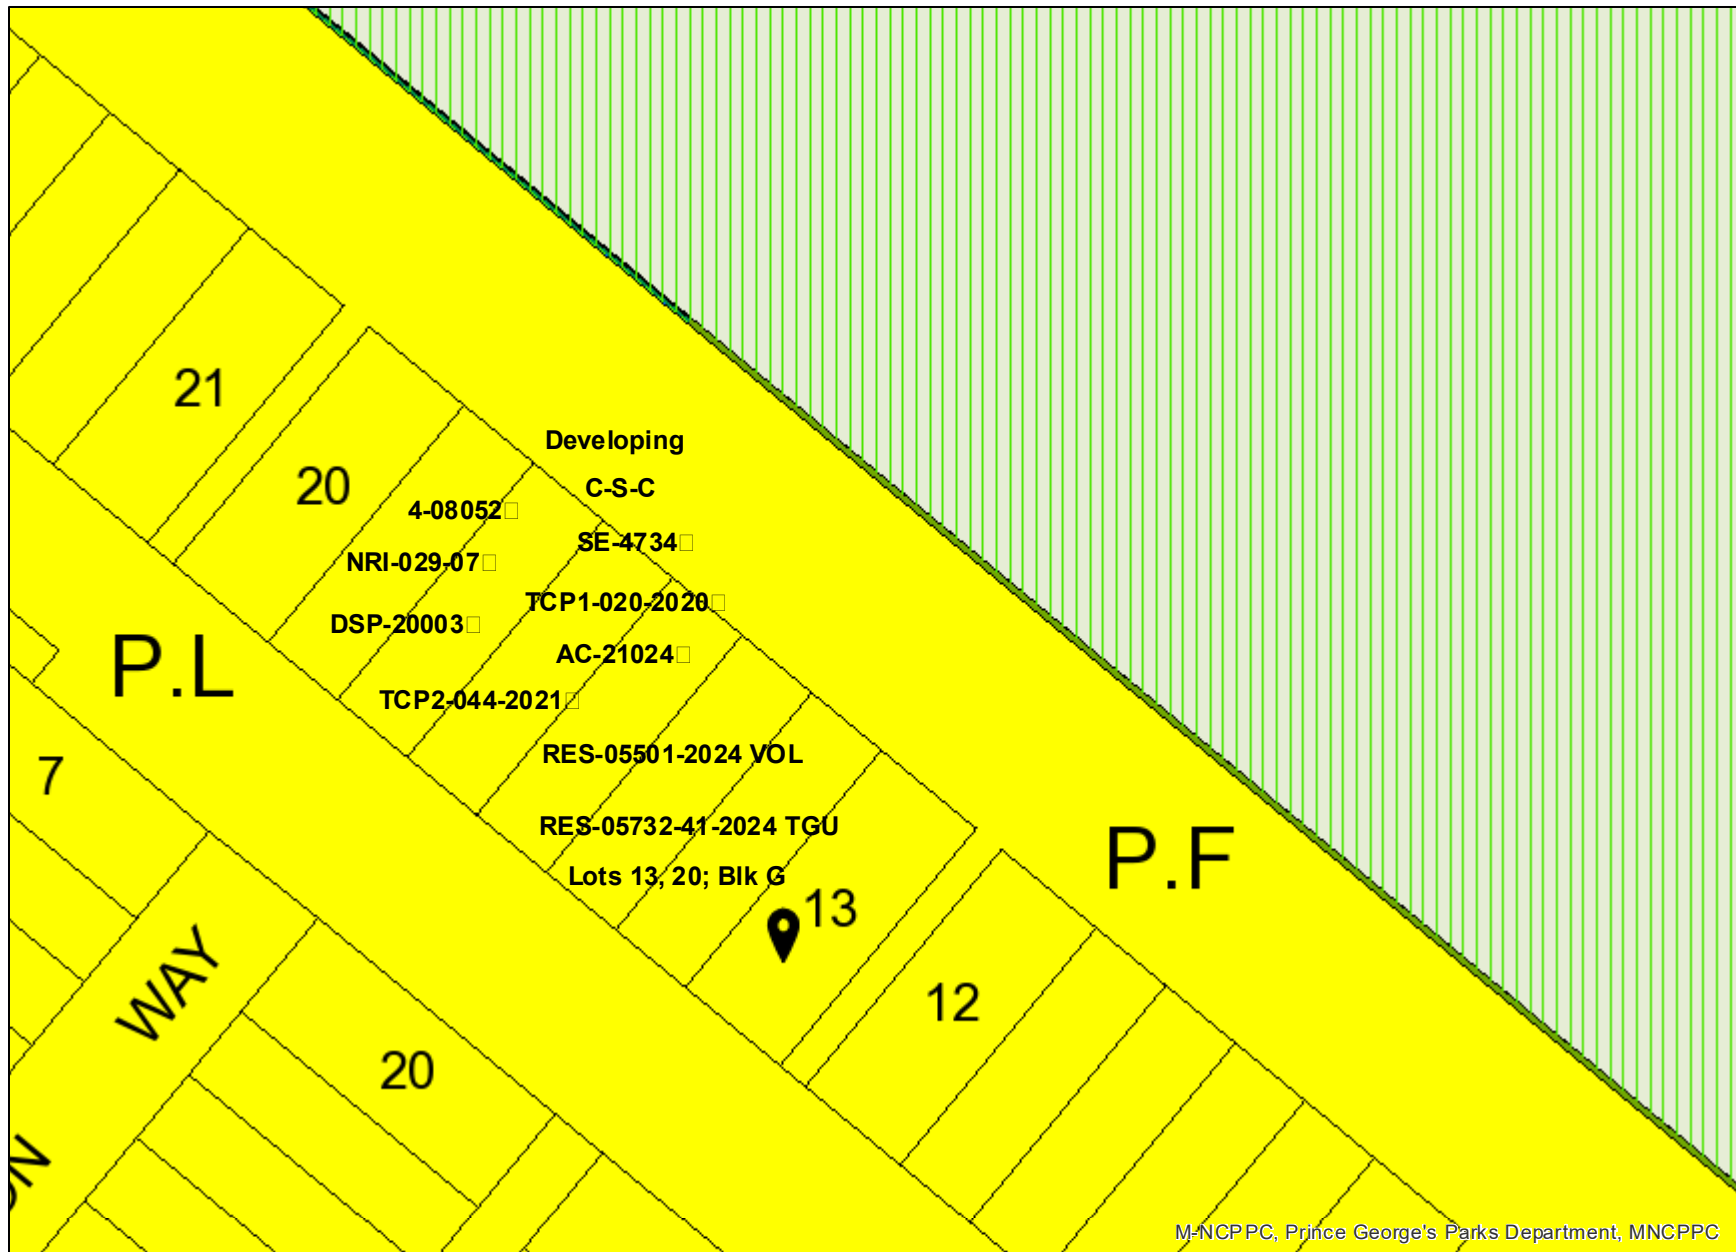 21
20
Developing
C-S-C
4-08052
SE-4734
NRI-029-07
TCP1-020-2020
DSP-20003
AC-21024
P.L
TCP2-044-2021
RES-05501-2024 VOL
7
RES-05732-41-2024 TGU
P.F
Lots 13, 20; Blk G
13
WAY
12
20
ON
M-NCPPC, Prince George's Parks Department, MNCPPC